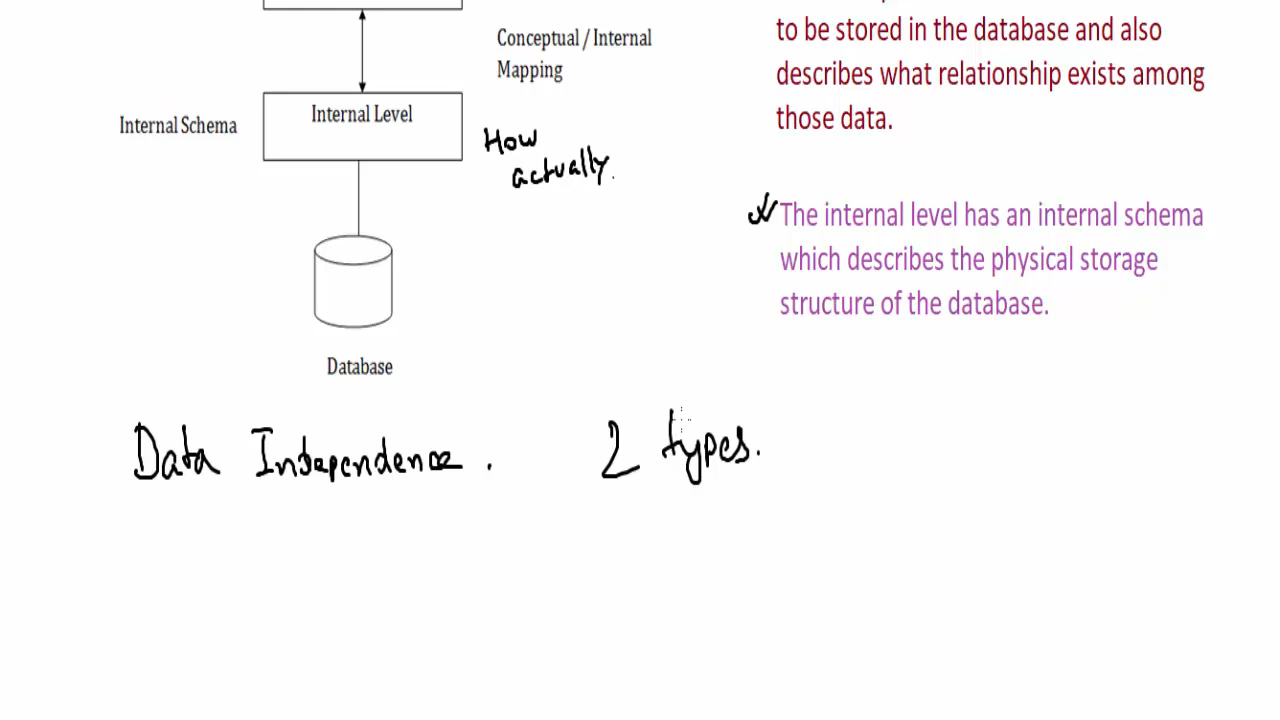 Conceptual / Internal
Mapping
Internal Schema
Internal Level
How
actually.
Database
to be stored in the database and also
describes what relationship exists among
those data.
The internal level has an internal schema
which describes the physical storage
structure of the database.
Data Independence. 2 types.